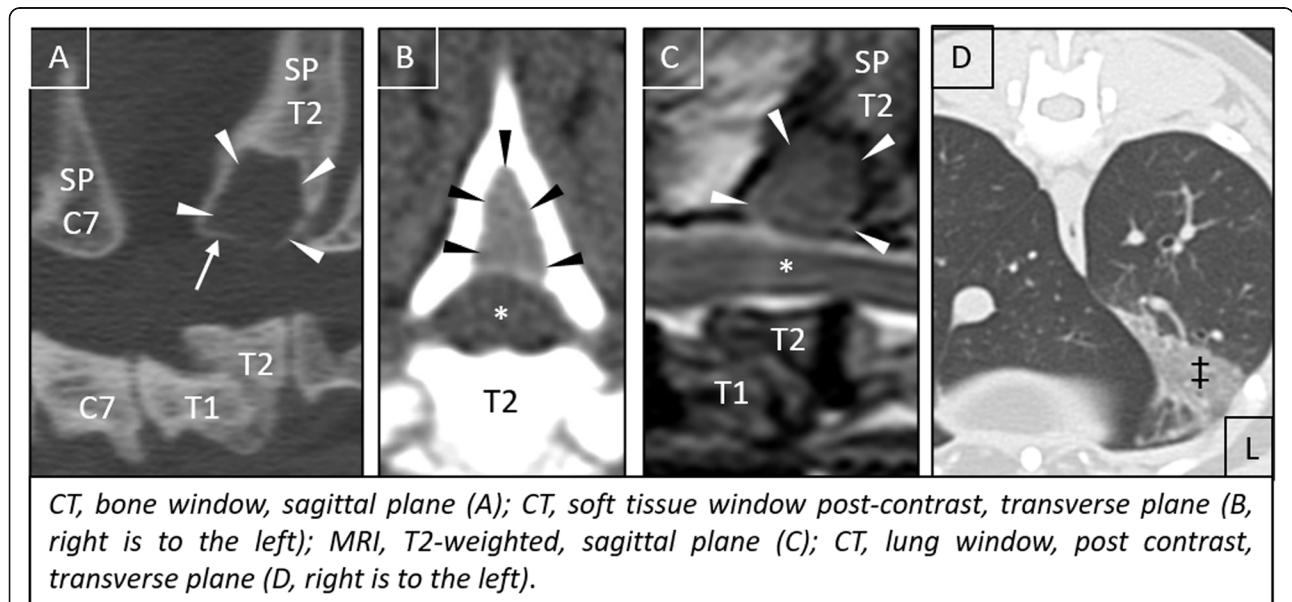 A
SP
T2
SP
C7
C7
T1
T2
B
*
T2
C
SP
T2
*
T2
T1
D
‡
L
CT, bone window, sagittal plane (A); CT, soft tissue window post-contrast, transverse plane (B,
right is to the left); MRI, T2-weighted, sagittal plane (C); CT, lung window, post contrast,
transverse plane (D, right is to the left).